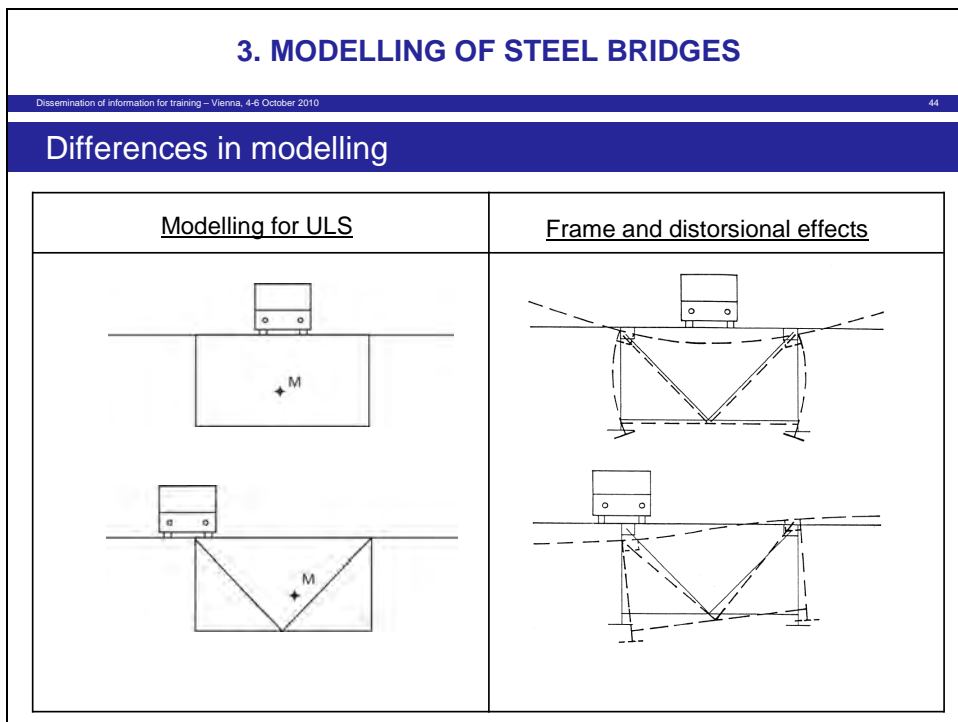 3. MODELLING OF STEEL BRIDGES
Dissemination of information for training – Vienna, 4-6 October 2010 44
Differences in modelling
Modelling for ULS
Frame and distorsional effects
M
M